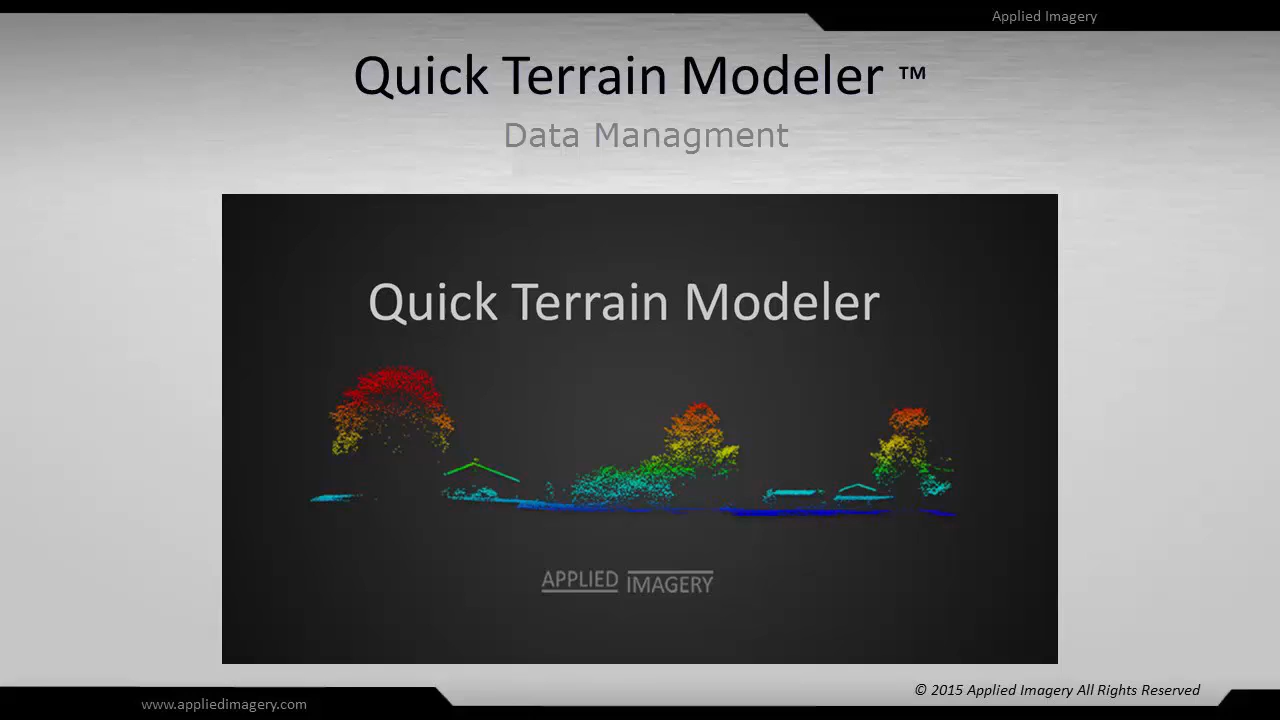 Applied Imagery
Quick Terrain Modeler ™
Data Managment
Quick Terrain Modeler
APPLIED IMAGERY
© 2015 Applied Imagery All Rights Reserved
www.appliedimagery.com